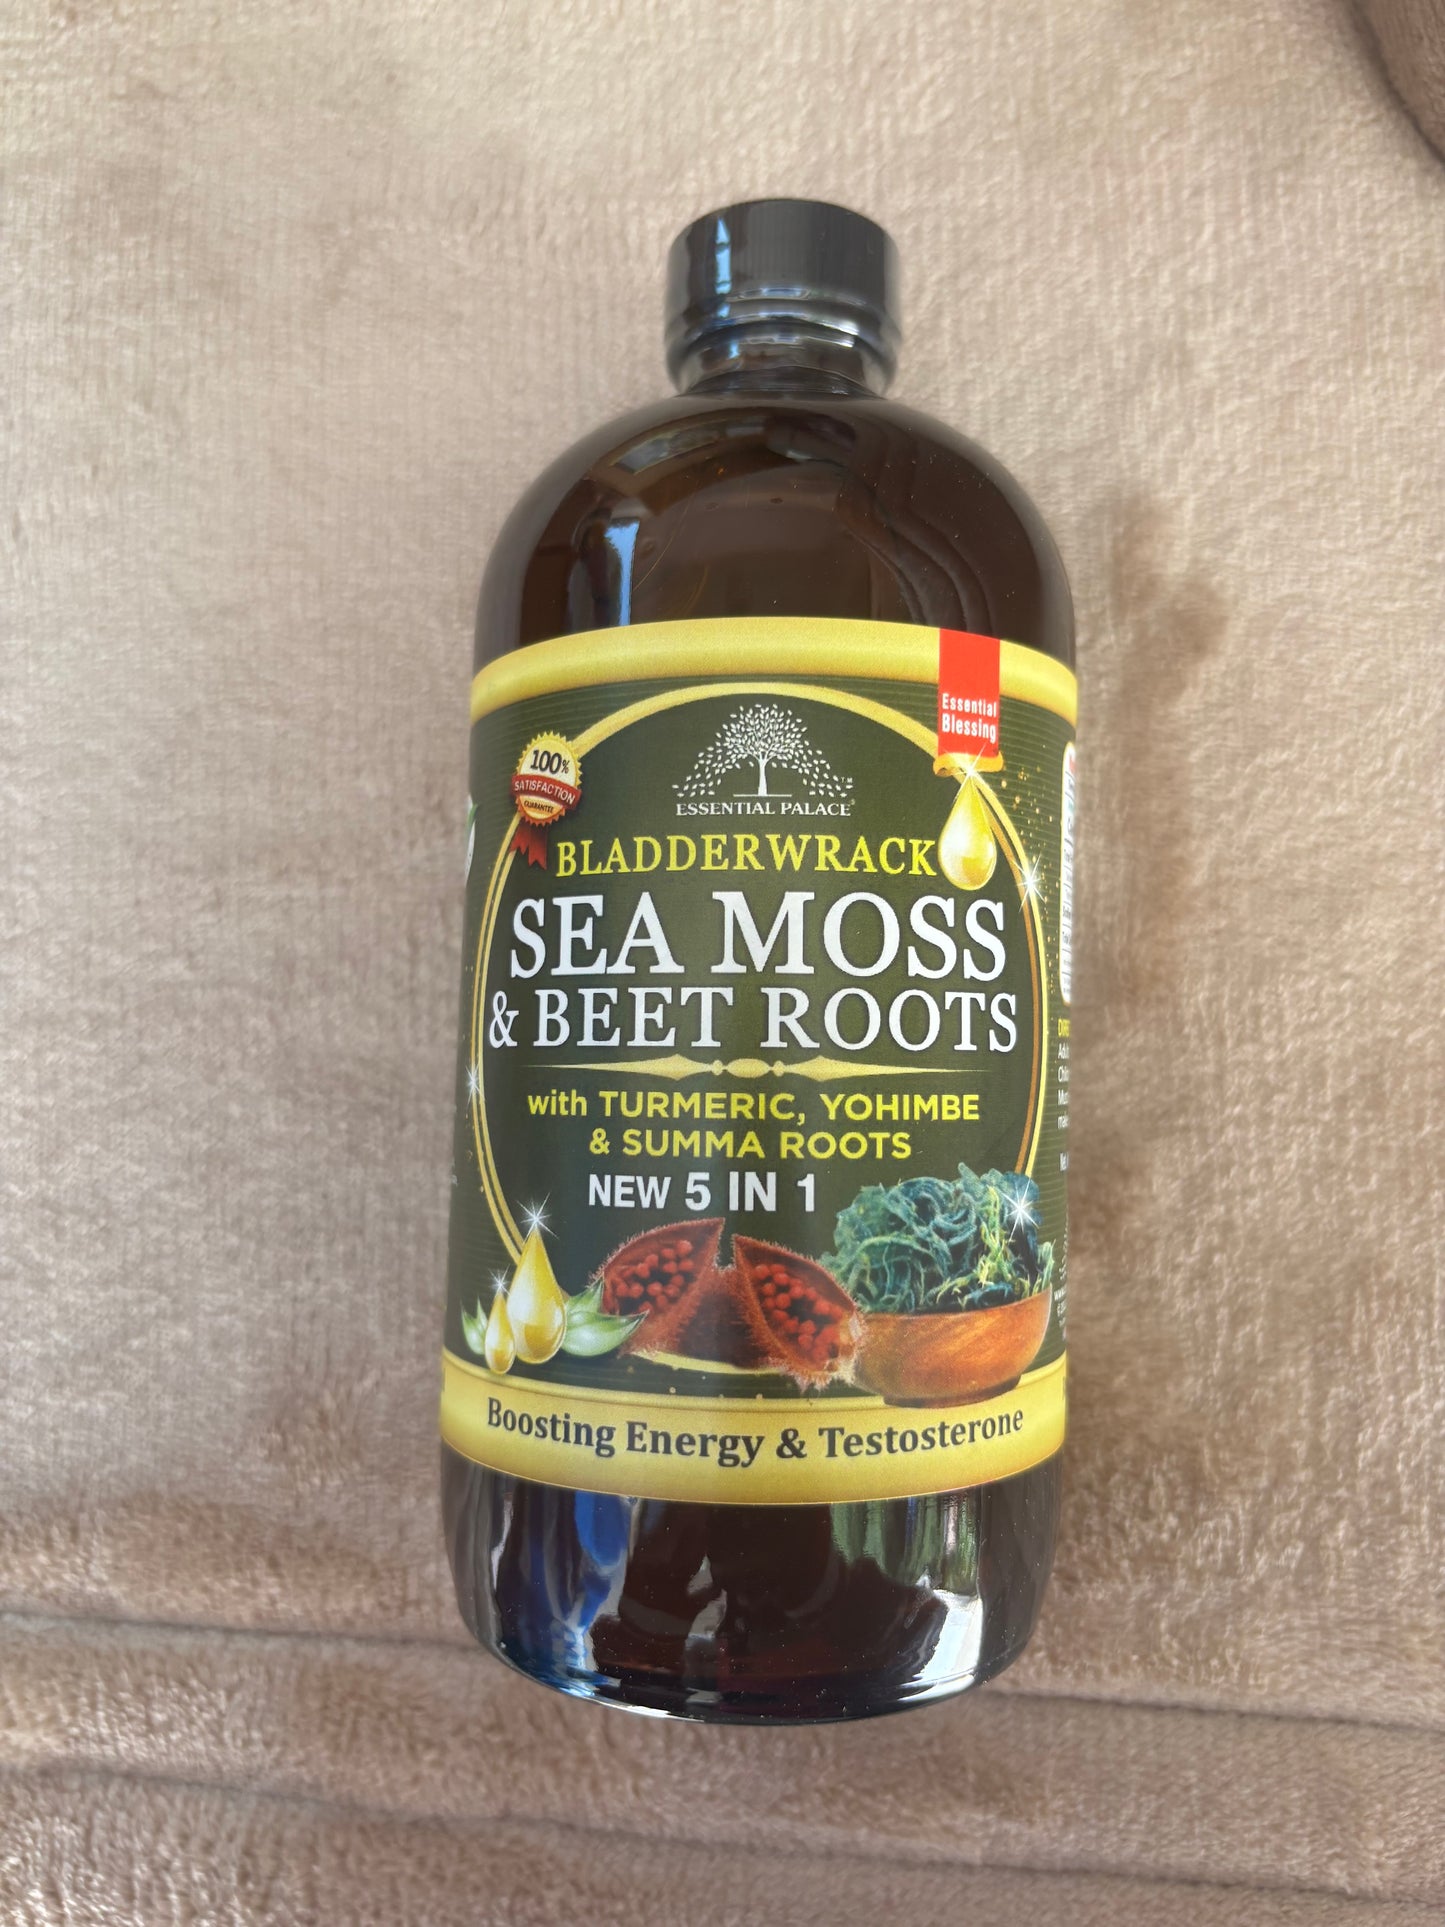 Essential
Blessing
100%
SATISFACTION
GUARANTEE
ESSENTIAL PALACE
BLADDERWRACK
SEA MOSS
& BEET ROOTS
with TURMERIC, YOHIMBE
& SUMMA ROOTS
NEW 5 IN 1
Boosting Energy & Testosterone